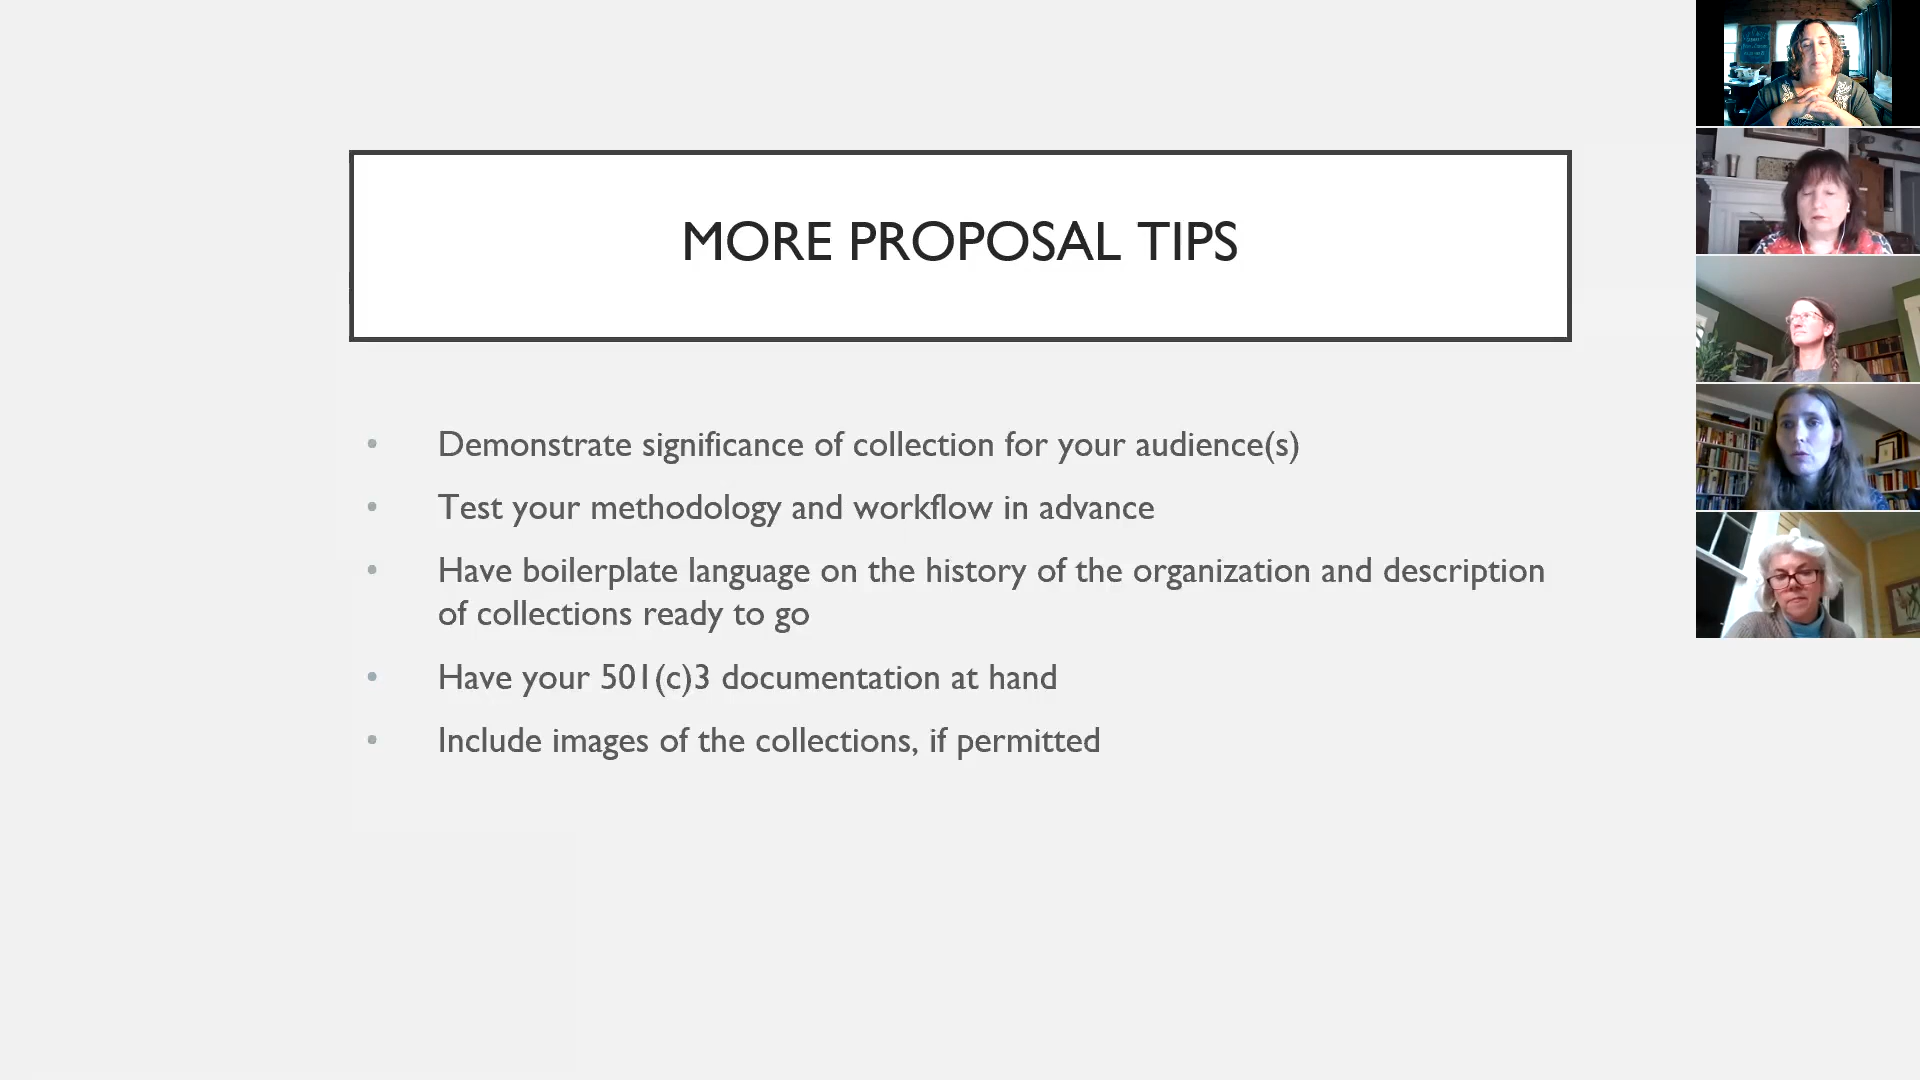 MORE PROPOSAL TIPS
• Demonstrate significance of collection for your audience(s)
• Test your methodology and workflow in advance
• Have boilerplate language on the history of the organization and description
of collections ready to go
• Have your 501(c)3 documentation at hand
• Include images of the collections, if permitted